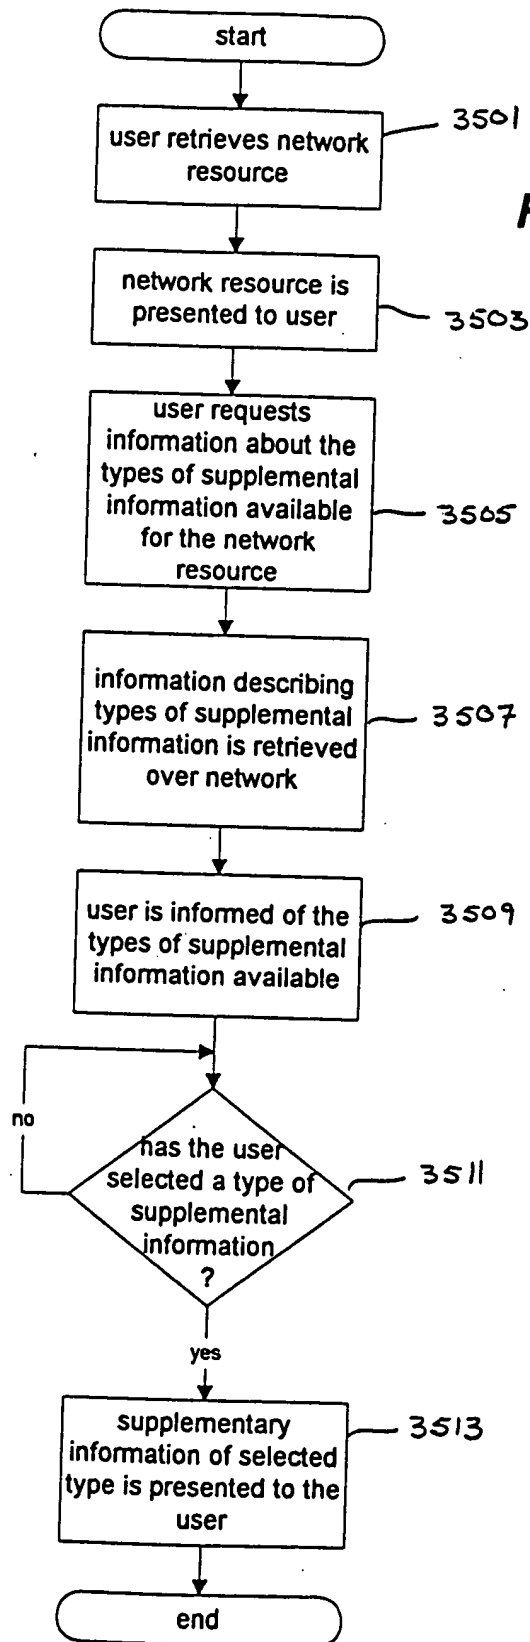 start
user retrieves network
resource
3501
network resource is
presented to user
3503
user requests
information about the
types of supplemental
information available
for the network
resource
3505
information describing
types of supplemental
information is retrieved
over network
3507
user is informed of the
types of supplemental
information available
3509
no
has the user
selected a type of
supplemental
information
?
3511
yes
supplementary
information of selected
type is presented to the
user
3513
end